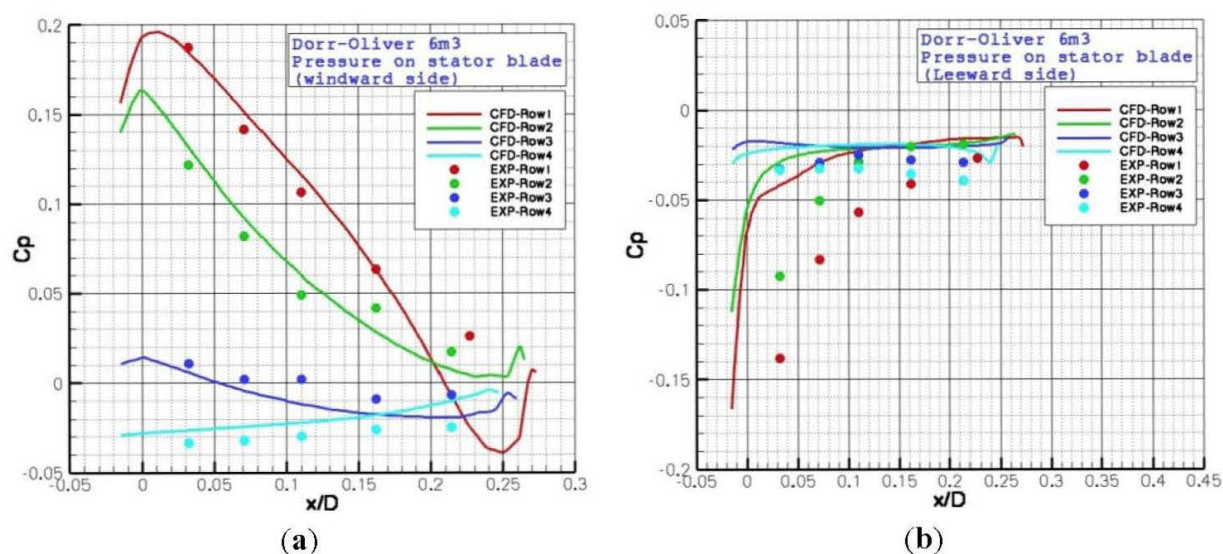 0.2
0.15
0.1
0.05
0
-0.05
Cp
Dorr-Oliver 6m3
Pressure on stator blade
(windward side)
CFD-Row1
CFD-Row2
CFD-Row3
CFD-Row4
EXP-Row1
EXP-Row2
EXP-Row3
EXP-Row4
-0.05 0 0.05 0.1 0.15 0.2 0.25 0.3
x/D
(a)
0.05
0
-0.05
-0.1
-0.15
-0.2
Cp
Dorr-Oliver 6m3
Pressure on stator blade
(Leeward side)
CFD-Row1
CFD-Row2
CFD-Row3
CFD-Row4
EXP-Row1
EXP-Row2
EXP-Row3
EXP-Row4
-0.05 0 0.05 0.1 0.15 0.2 0.25 0.3 0.35 0.4 0.45
x/D
(b)